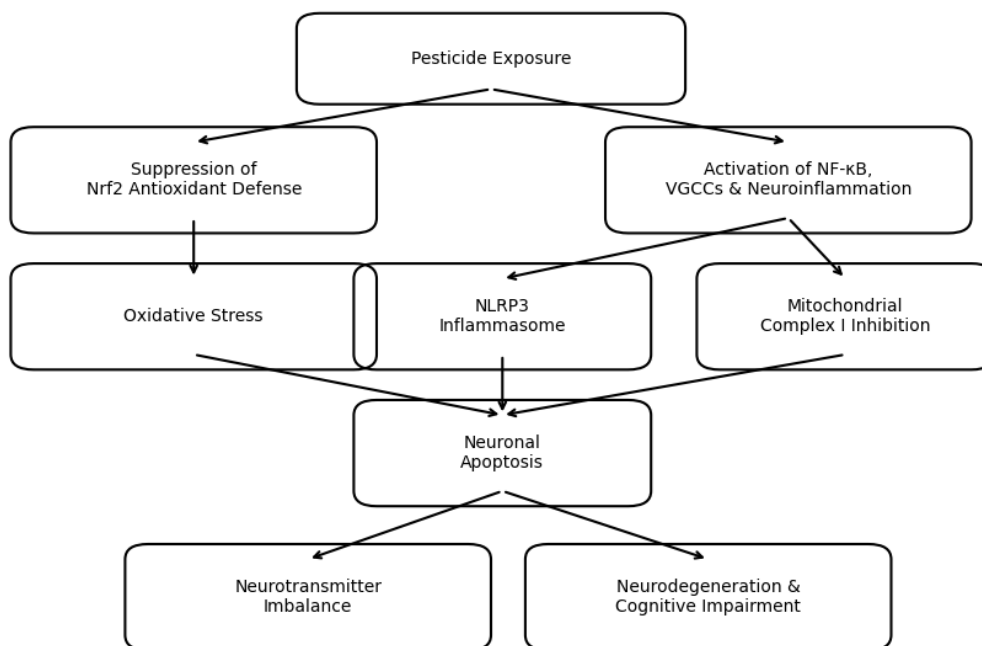 Pesticide Exposure
Suppression of
Nrf2 Antioxidant Defense
Activation of NF-κB,
VGCCs & Neuroinflammation
Oxidative Stress
NLRP3
Inflammasome
Mitochondrial
Complex I Inhibition
Neuronal
Apoptosis
Neurotransmitter
Imbalance
Neurodegeneration &
Cognitive Impairment